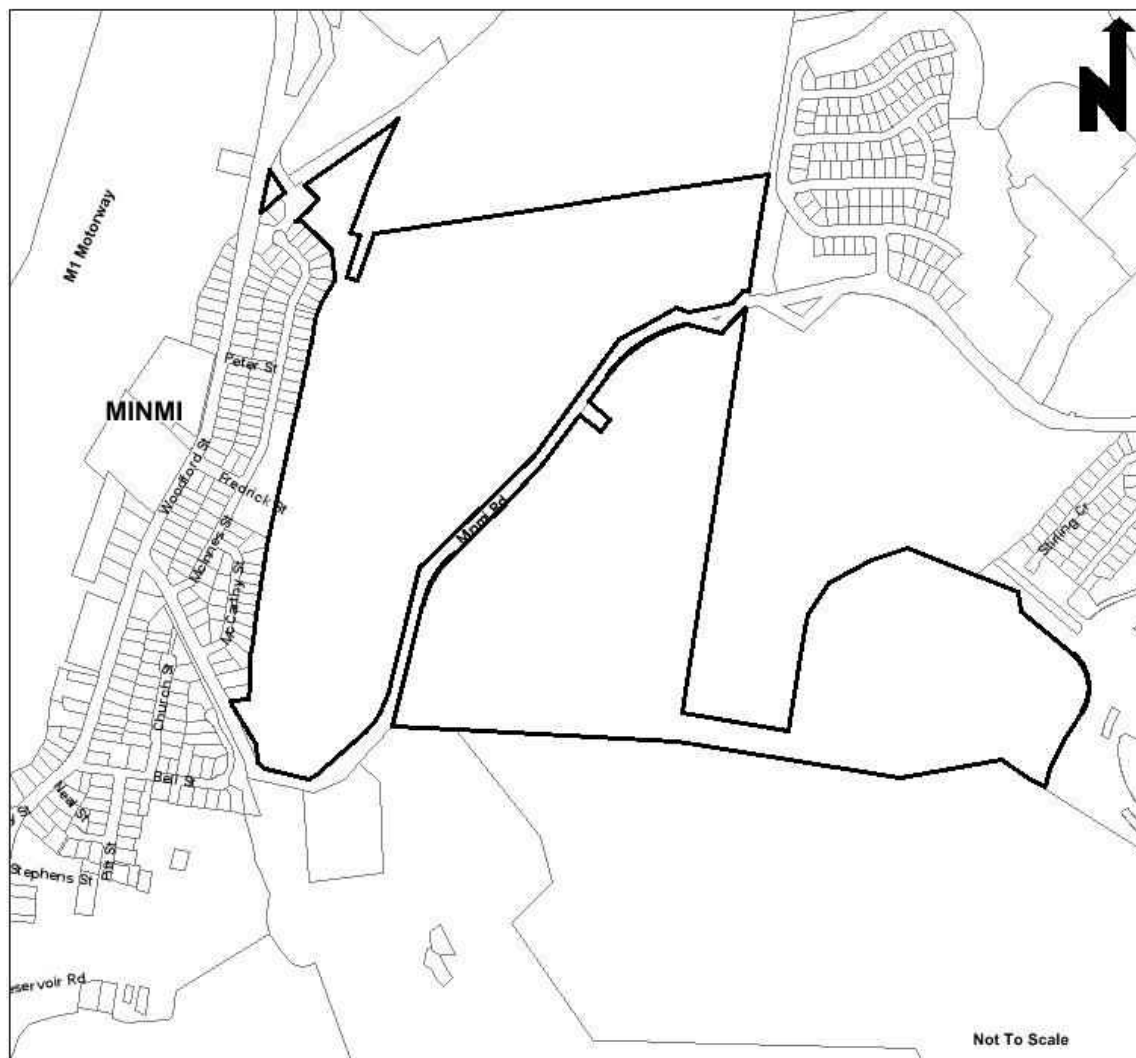 N
M1 Motorway
Peter St
MINMI
Woodford St
Fredrick St
Minmi Rd
McInnes St
Stirling Cr
McCarthy St
Church St
Bell St
Neal St
Pitt St
Stephens St
Reservoir Rd
Not To Scale